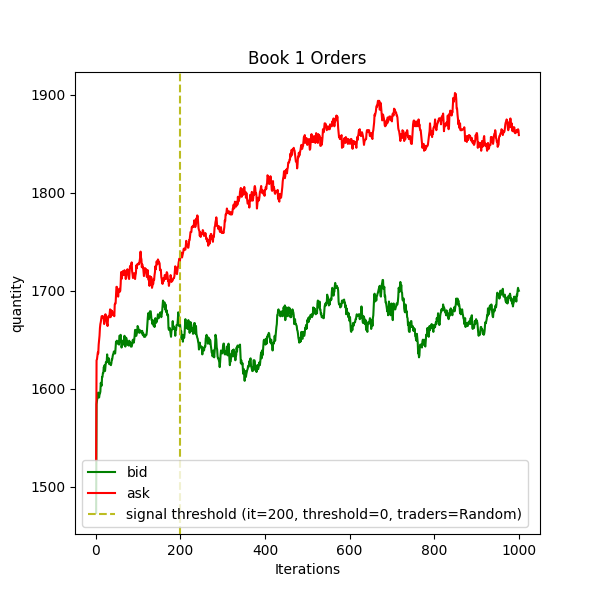 Book 1 Orders
1900
1800
1700
1600
1500
quantity
bid
ask
signal threshold (it=200, threshold=0, traders=Random)
0 200 400 600 800 1000
Iterations